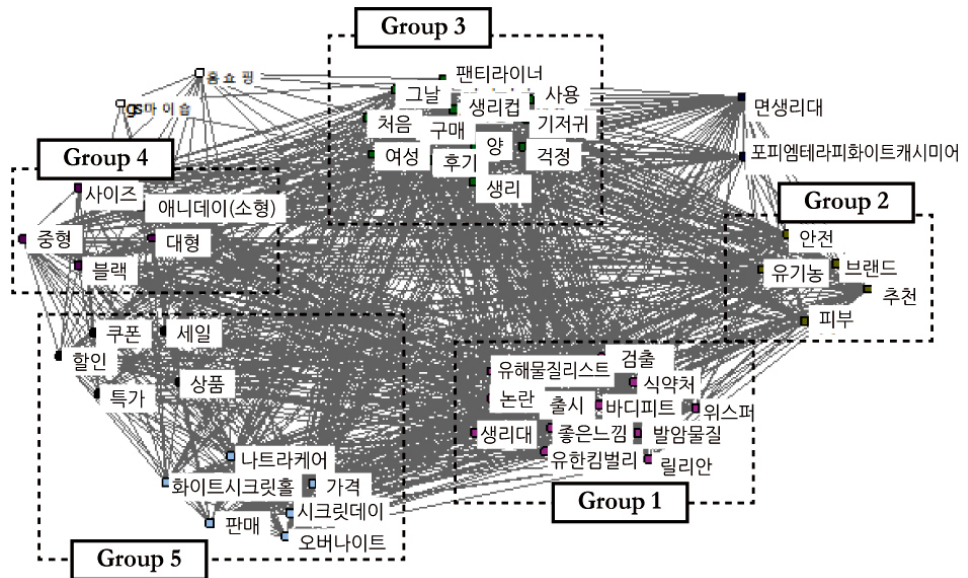 Group 3
홈쇼핑
gs마이숍
팬티라이너
그날
생리컵
사용
처음
구매
기저귀
여성
후기
양
걱정
생리
면생리대
포피엠테라피화이트캐시미어
Group 4
사이즈
애니데이(소형)
중형
대형
블랙
Group 2
안전
유기농
브랜드
추천
피부
쿠폰
세일
할인
특가
상품
나트라케어
화이트시크릿홀
가격
시크릿데이
판매
오버나이트
Group 5
유해물질리스트
검출
식약처
논란
출시
바디피트
위스퍼
생리대
좋은느낌
발암물질
유한킴벌리
릴리안
Group 1